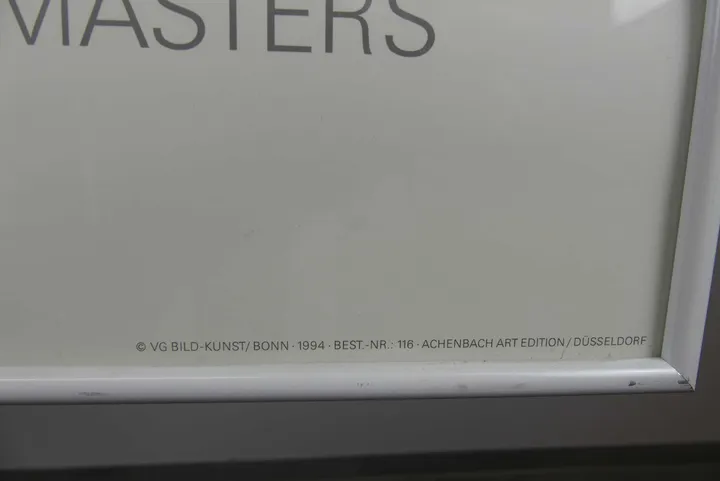 MASTERS
© VG BILD-KUNST/BONN · 1994 · BEST.-NR.: 116 · ACHENBACH ART EDITION/DÜSSELDORF